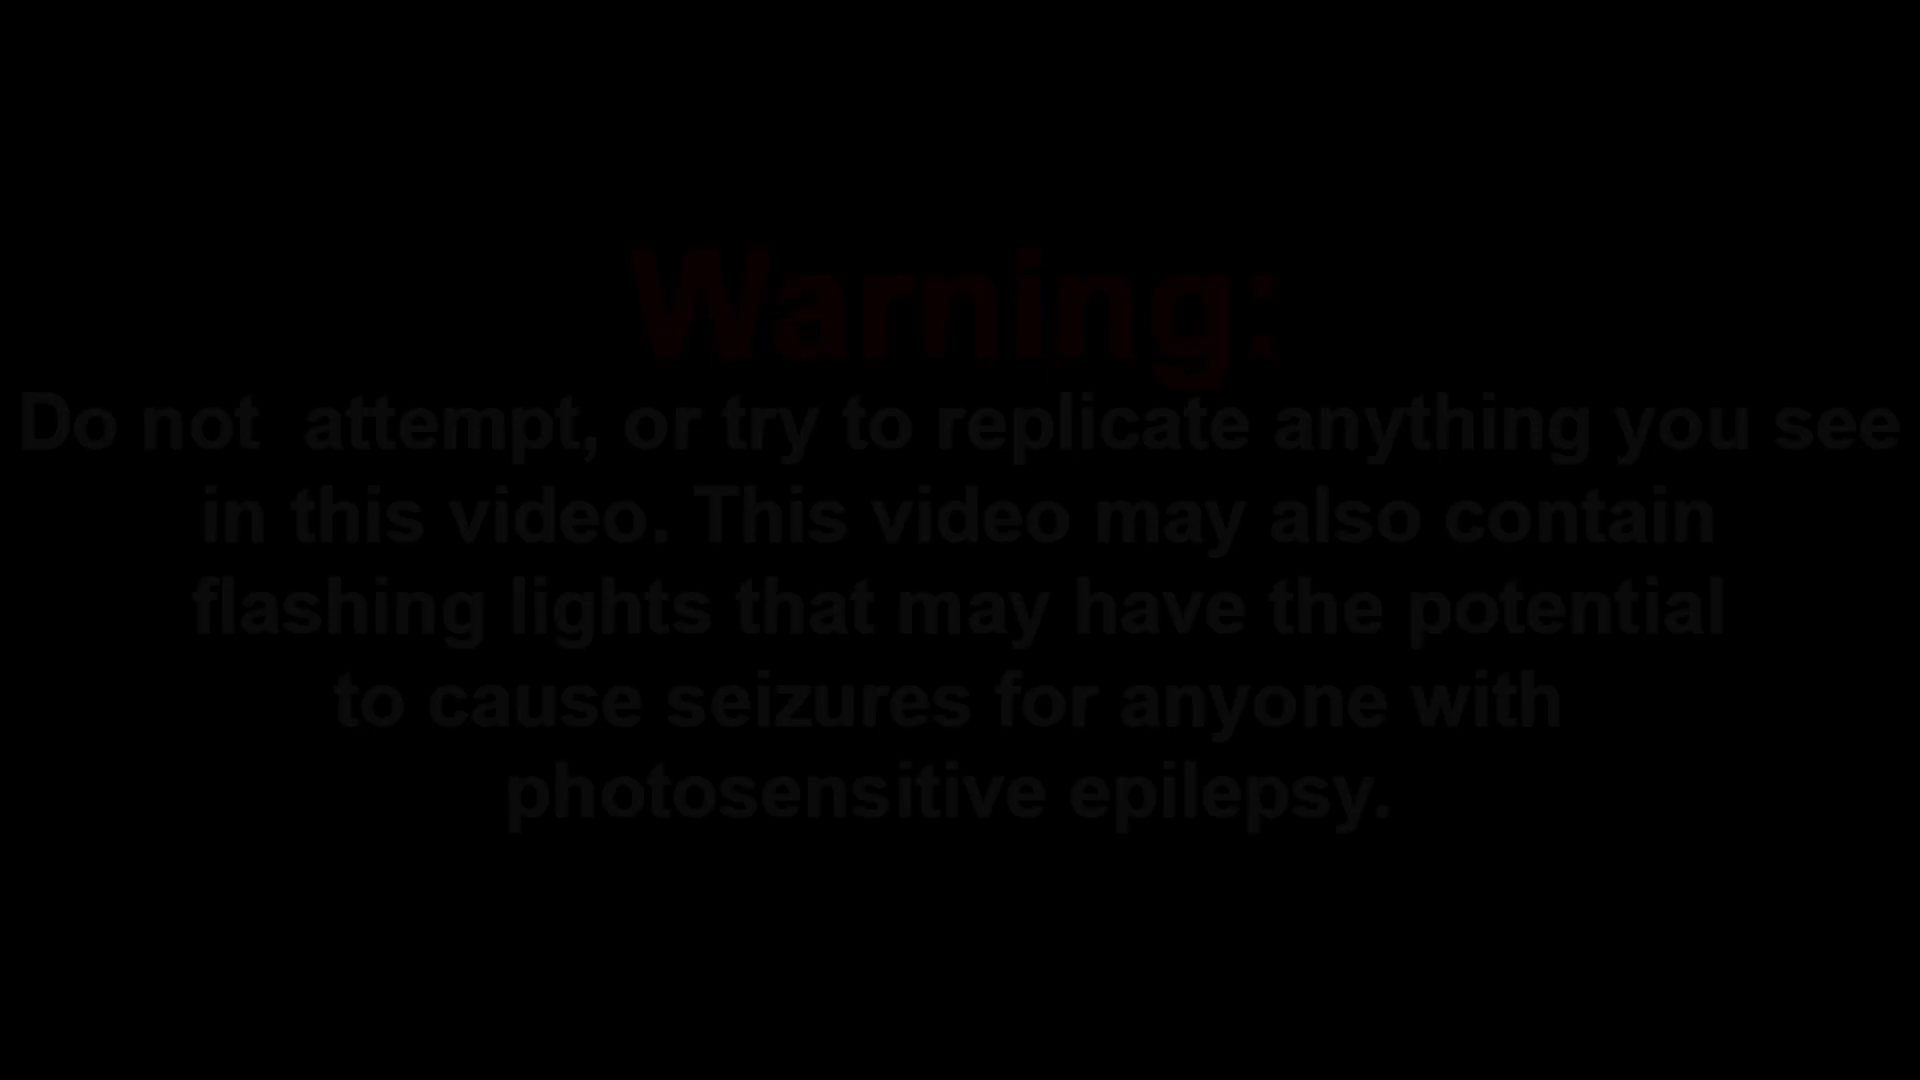 Warning:
Do not  attempt, or try to replicate anything you see
in this video. This video may also contain
flashing lights that may have the potential
to cause seizures for anyone with
photosensitive epilepsy.